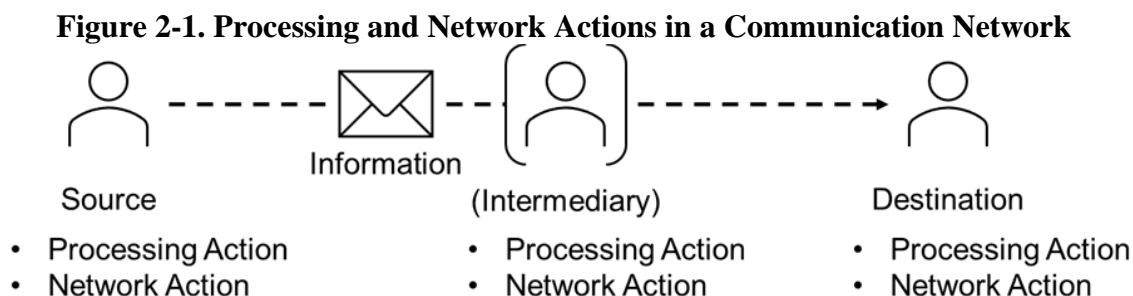 Figure 2-1. Processing and Network Actions in a Communication Network
Information
Source
(Intermediary)
Destination
• Processing Action
• Network Action
• Processing Action
• Network Action
• Processing Action
• Network Action